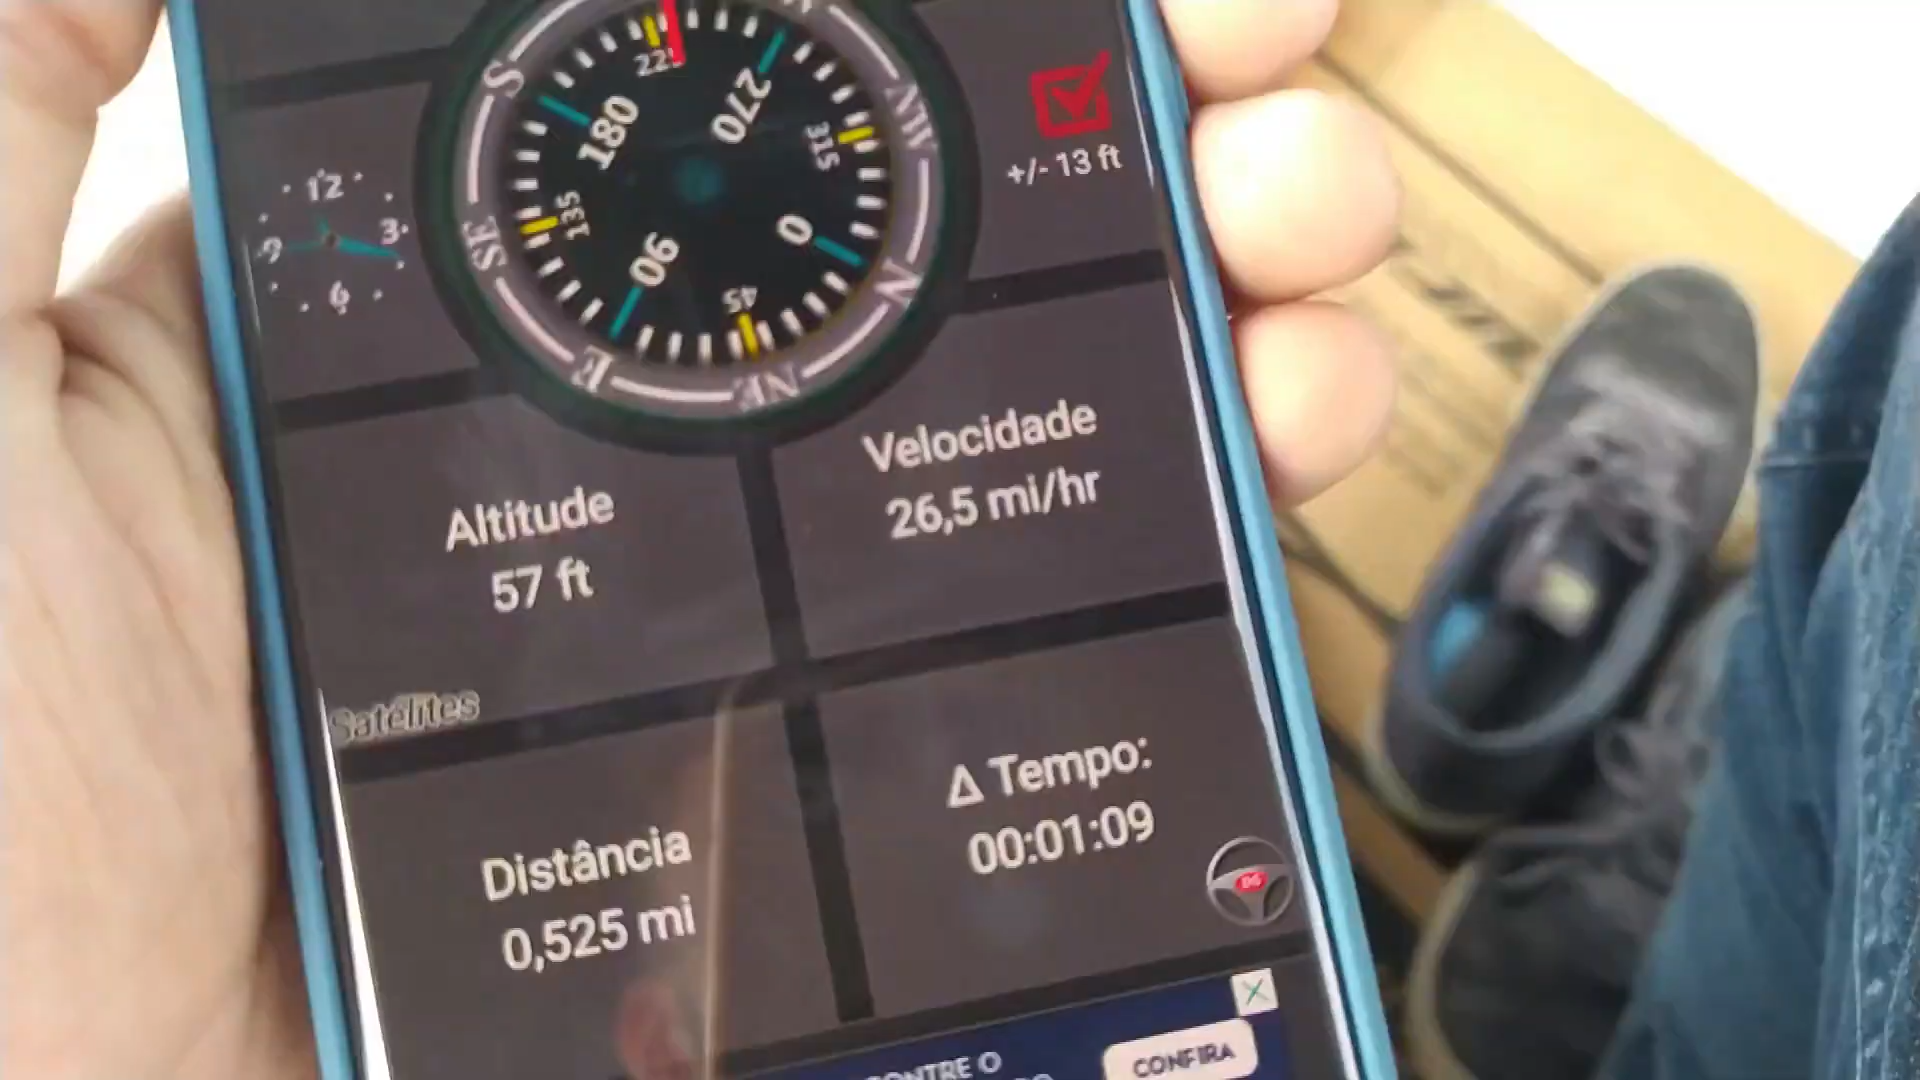 S
NW
N
NE
E
SE
225
270
180
315
135
0
90
45
12
3
6
9
+/- 13 ft
Velocidade
26,5 mi/hr
Altitude
57 ft
Satélites
Δ Tempo:
00:01:09
Distância
0,525 mi
CONFIRA